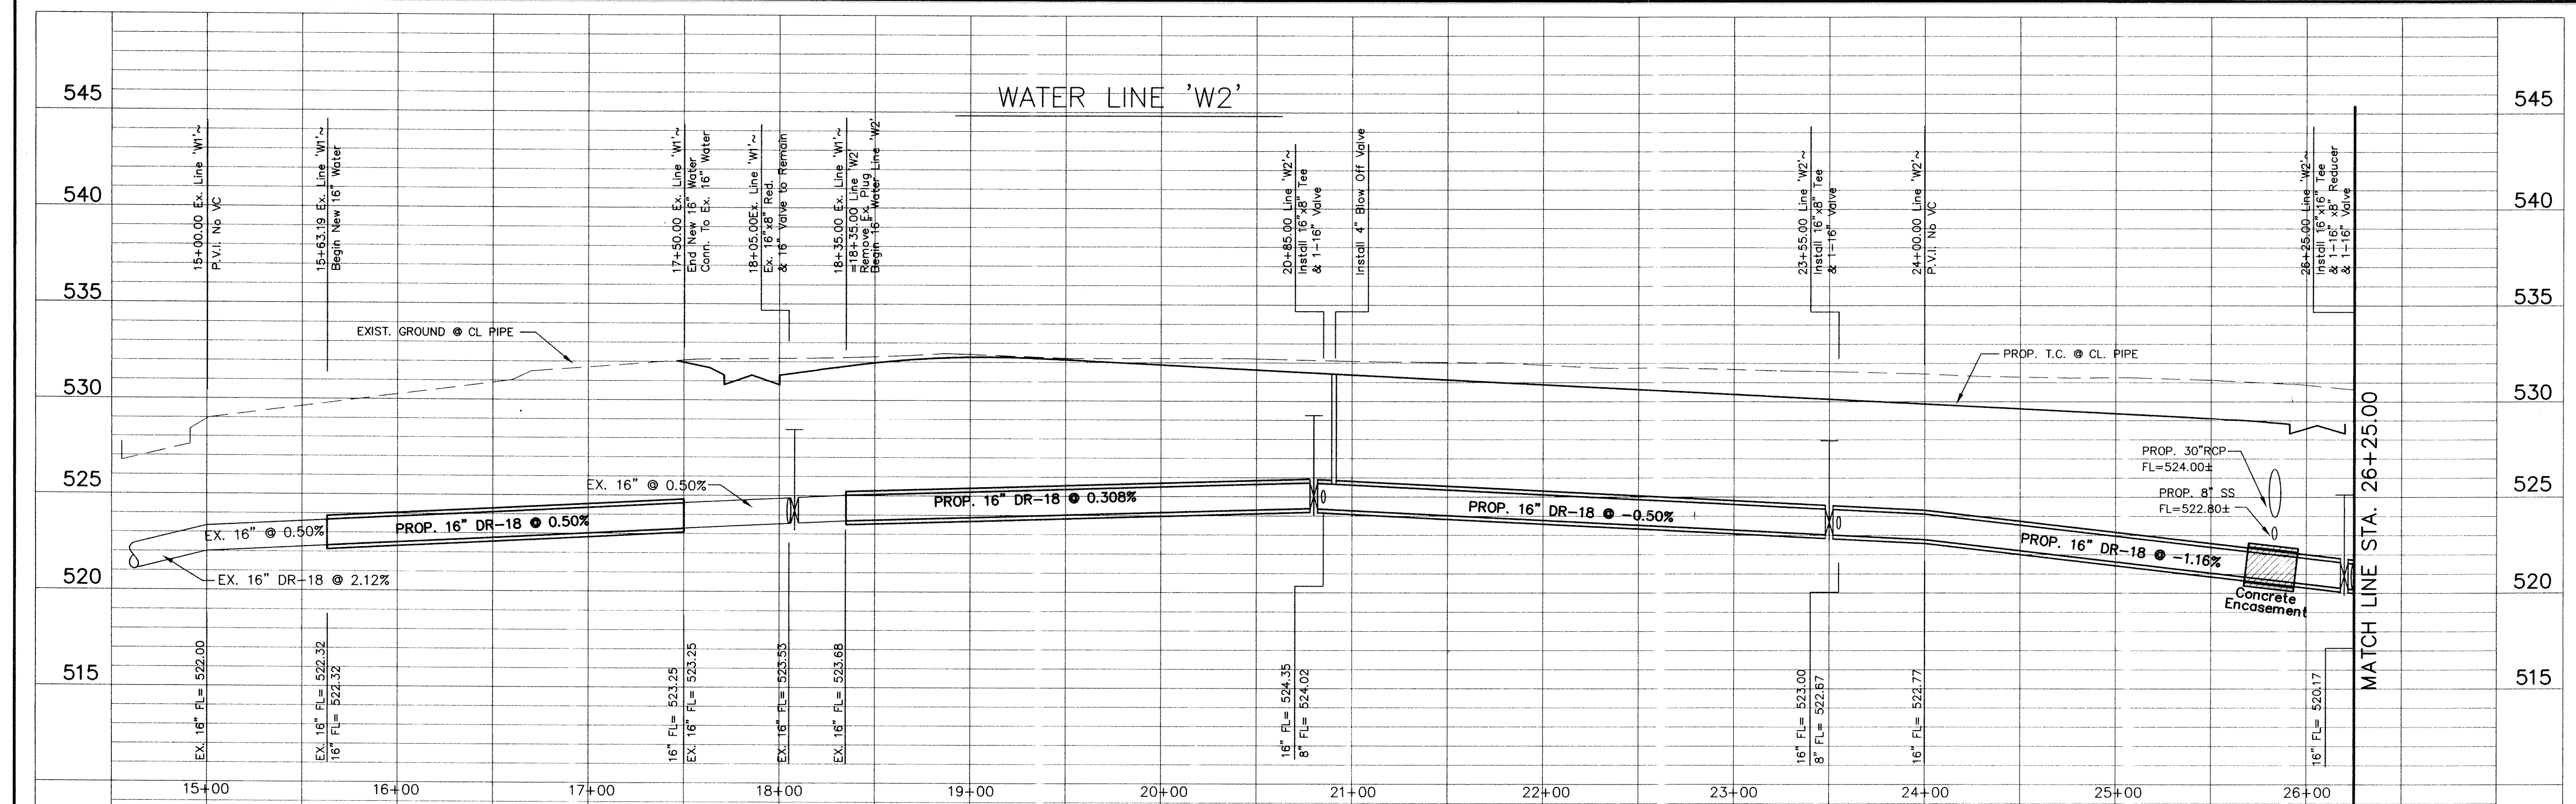 WATER LINE 'W2'
545
545
540
540
535
535
530
530
525
525
520
520
515
515
15+00.00 Ex. Line 'W1'~
P.V.I. No VC
15+63.19 Ex. Line 'W1'~
Begin New 16" Water
17+50.00 Ex. Line 'W1'~
End New 16" Water
Conn. To Ex. 16" Water
18+05.00Ex. Line 'W1'~
Ex. 16"x8" Red.
& 16" Valve to Remain
18+35.00 Ex. Line 'W1'~
=18+35.00 Line 'W2'
Remove Ex. Plug
Begin 16" Water Line 'W2'
20+85.00 Line 'W2'~
Install 16"x8" Tee
& 1-16" Valve
Install 4" Blow Off Valve
23+55.00 Line 'W2'~
Install 16"x8" Tee
& 1-16" Valve
24+00.00 Line 'W2'~
P.V.I. No VC
26+25.00 Line 'W2'~
Install 16"x16" Tee
& 1-16" x8" Reducer
& 1-16" Valve
EXIST. GROUND @ CL PIPE
PROP. T.C. @ CL. PIPE
MATCH LINE STA. 26+25.00
PROP. 30"RCP
FL=524.00±
PROP. 8" SS
FL=522.80±
EX. 16" @ 0.50%
EX. 16" DR-18 @ 2.12%
PROP. 16" DR-18 @ 0.50%
EX. 16" @ 0.50%
PROP. 16" DR-18 @ 0.308%
PROP. 16" DR-18 @ -0.50%
PROP. 16" DR-18 @ -1.16%
Concrete
Encasement
EX. 16" FL= 522.00
EX. 16" FL= 522.32
16" FL= 522.32
16" FL= 523.25
EX. 16" FL= 523.25
EX. 16" FL= 523.53
EX. 16" FL= 523.68
16" FL= 524.35
8" FL= 524.02
16" FL= 523.00
8" FL= 522.67
16" FL= 522.77
16" FL= 520.17
15+00
16+00
17+00
18+00
19+00
20+00
21+00
22+00
23+00
24+00
25+00
26+00